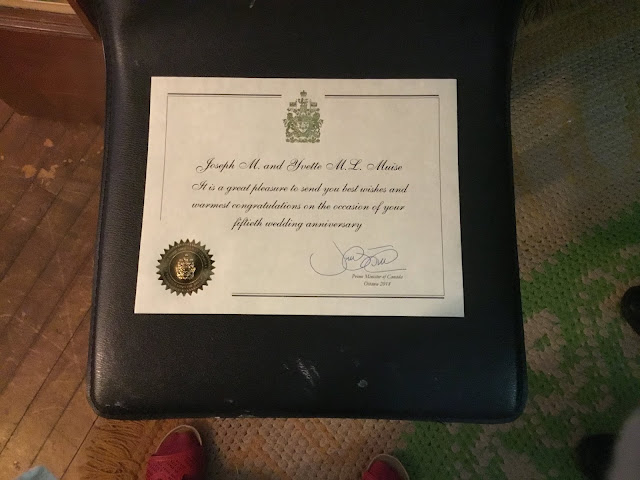 Joseph M. and Yvette M.L. Muise
It is a great pleasure to send you best wishes and
warmest congratulations on the occasion of your
fiftieth wedding anniversary
Prime Minister of Canada
Ottawa 2018